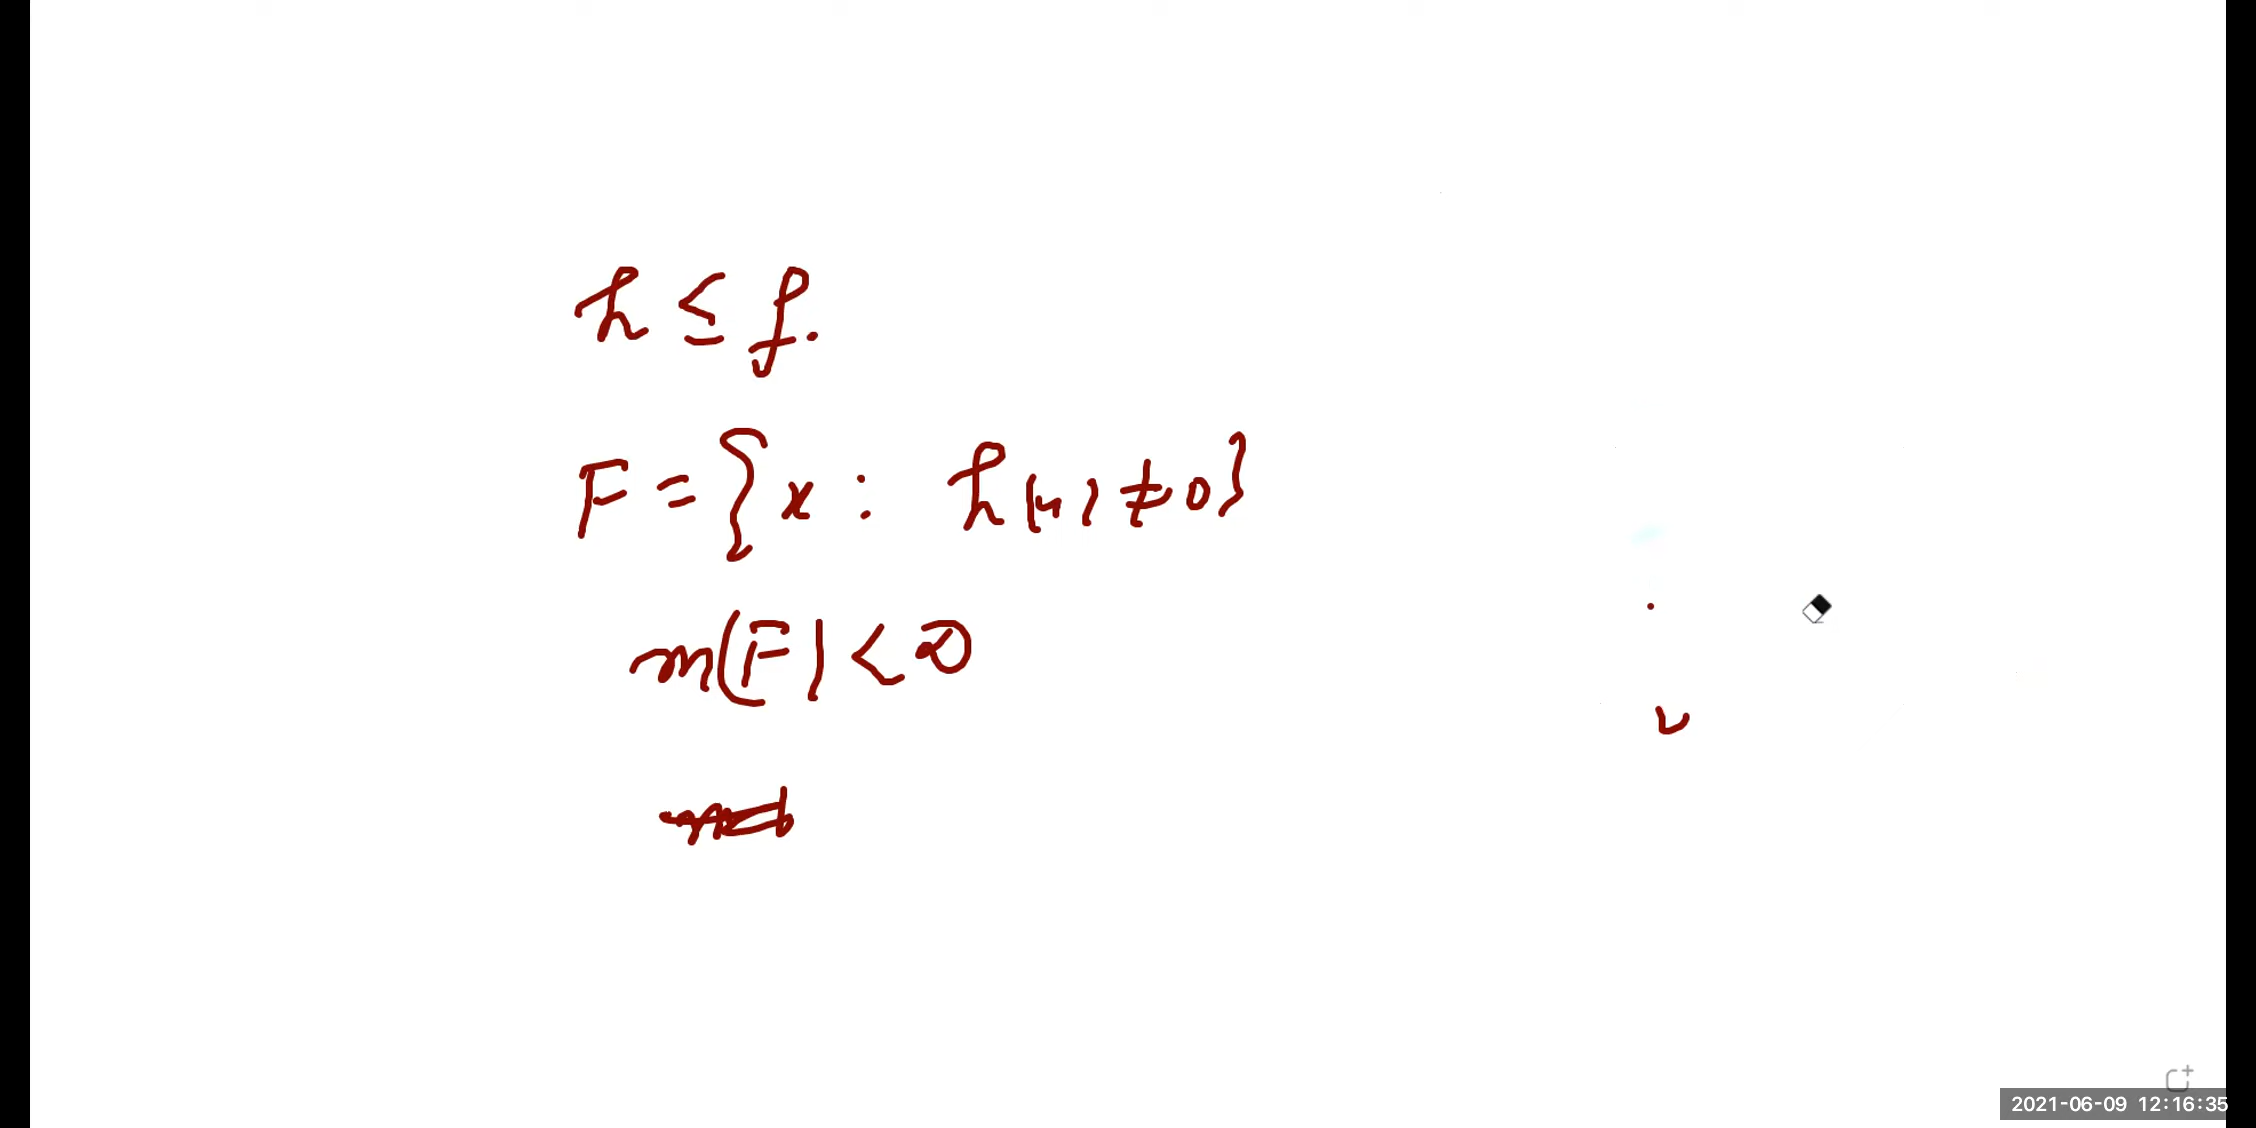 h ≤ f.
F = {x : h(x) ≠ 0}
m(F) < ∞
2021-06-09 12:16:35